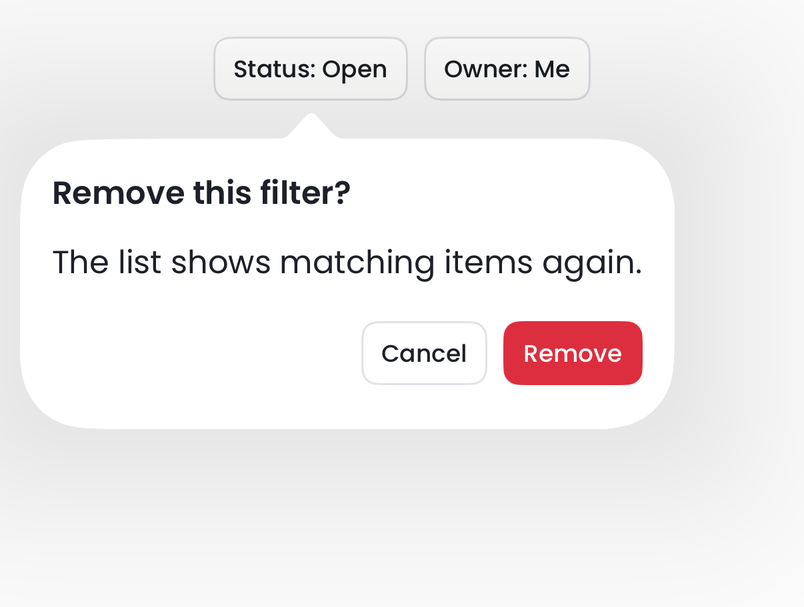 Status: Open Owner: Me
Remove this filter?
The list shows matching items again.
Cancel Remove